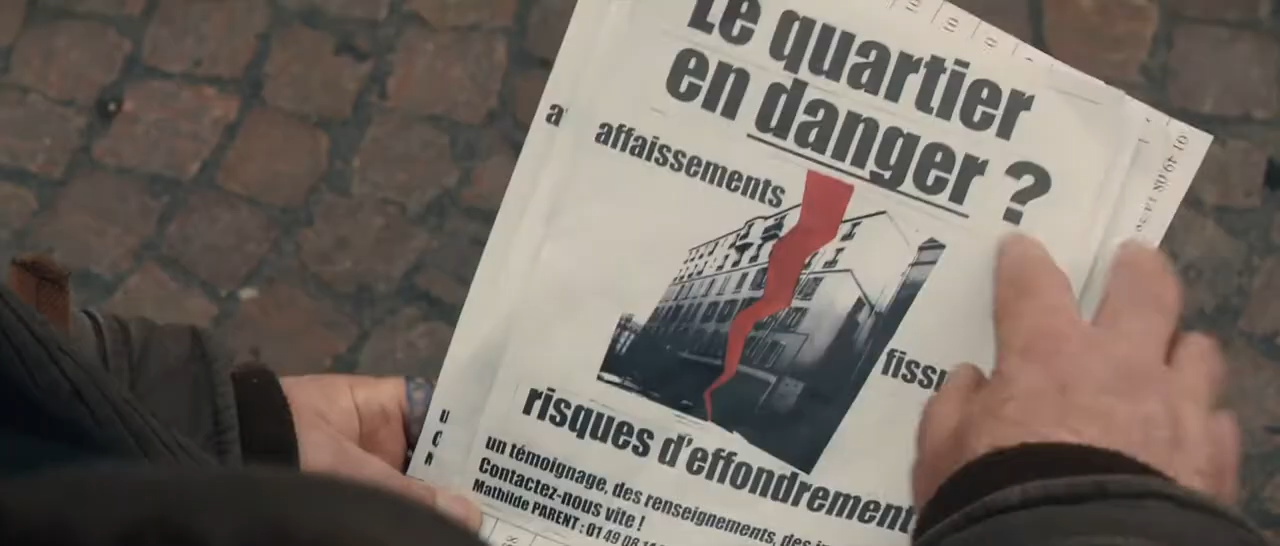 Le quartier
en danger ?
affaissements
risques d'effondrement
un témoignage, des renseignements, des
Contactez-nous vite !
Mathilde PARENT : 01 49 08